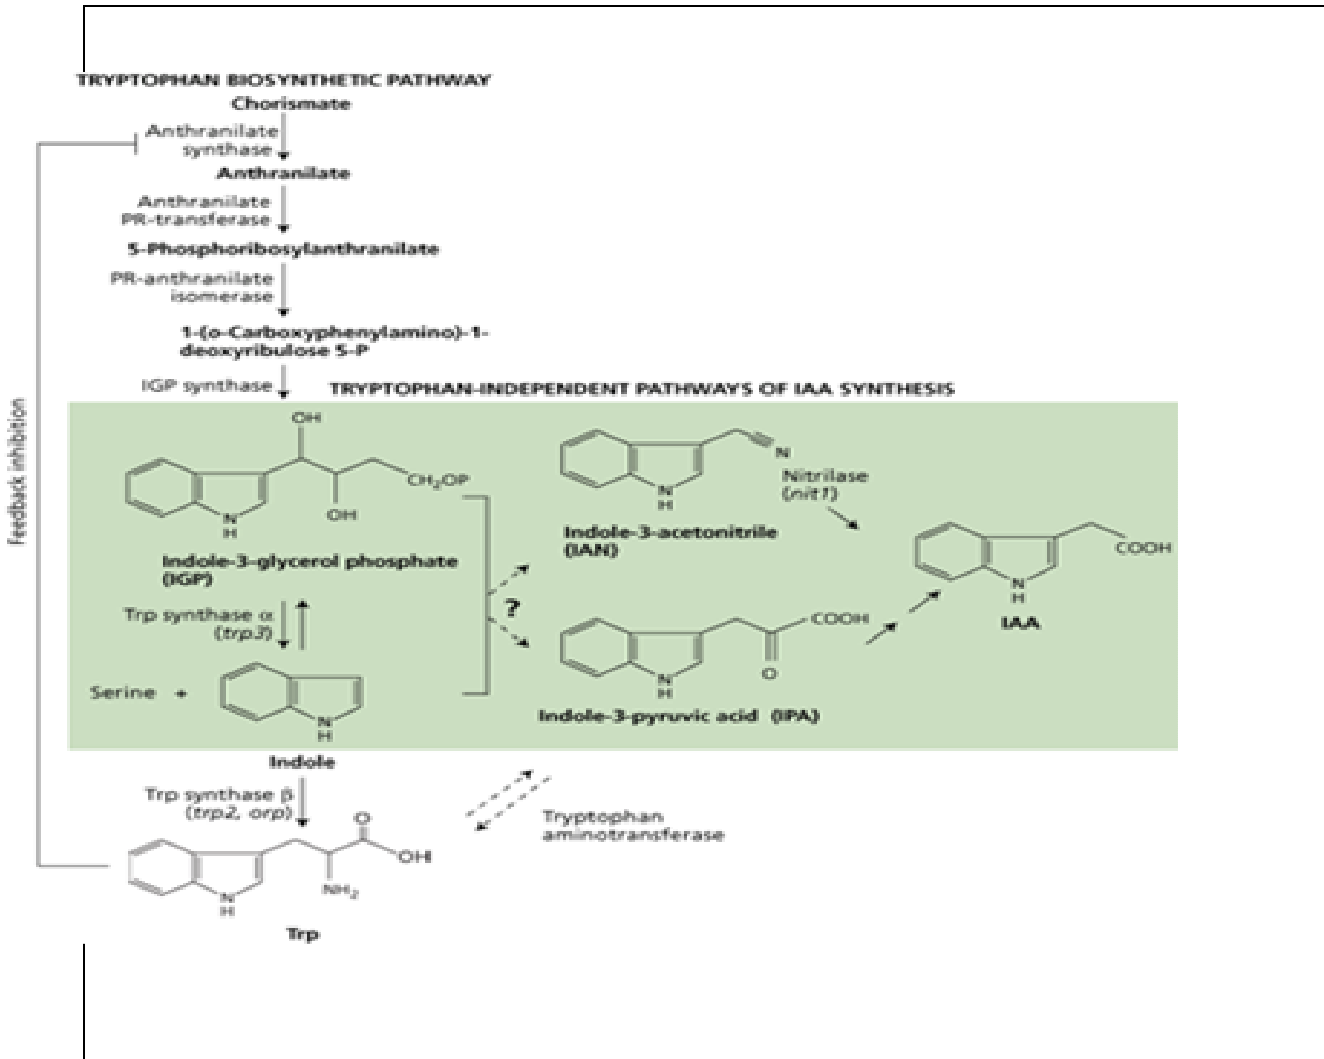 TRYPTOPHAN BIOSYNTHETIC PATHWAY
Chorismate
Anthranilate
synthase
Anthranilate
Anthranilate
PR-transferase
5-Phosphoribosylanthranilate
PR-anthranilate
isomerase
1-(o-Carboxyphenylamino)-1-
deoxyribulose 5-P
IGP synthase
TRYPTOPHAN-INDEPENDENT PATHWAYS OF IAA SYNTHESIS
Feedback inhibition
OH
CH2OP
OH
N
H
Indole-3-glycerol phosphate
(IGP)
N
N
H
Nitrilase
(nit1)
Indole-3-acetonitrile
(IAN)
COOH
N
H
IAA
Trp synthase α
(trp3)
?
COOH
O
N
H
Indole-3-pyruvic acid (IPA)
Serine +
N
H
Indole
Trp synthase β
(trp2, orp)
Tryptophan
aminotransferase
O
OH
NH2
N
H
Trp